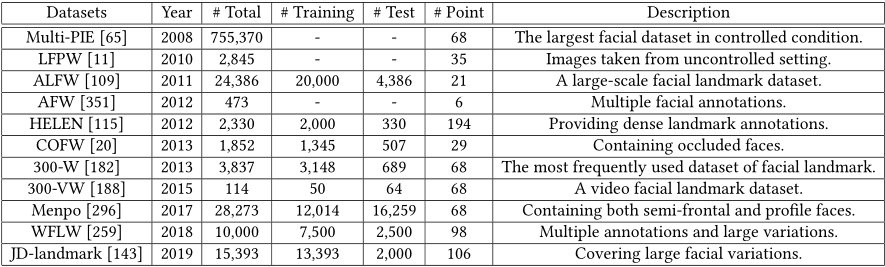 Datasets Year # Total # Training # Test # Point Description
Multi-PIE [65] 2008 755,370 - - 68 The largest facial dataset in controlled condition.
LFPW [11] 2010 2,845 - - 35 Images taken from uncontrolled setting.
ALFW [109] 2011 24,386 20,000 4,386 21 A large-scale facial landmark dataset.
AFW [351] 2012 473 - - 6 Multiple facial annotations.
HELEN [115] 2012 2,330 2,000 330 194 Providing dense landmark annotations.
COFW [20] 2013 1,852 1,345 507 29 Containing occluded faces.
300-W [182] 2013 3,837 3,148 689 68 The most frequently used dataset of facial landmark.
300-VW [188] 2015 114 50 64 68 A video facial landmark dataset.
Menpo [296] 2017 28,273 12,014 16,259 68 Containing both semi-frontal and profile faces.
WFLW [259] 2018 10,000 7,500 2,500 98 Multiple annotations and large variations.
JD-landmark [143] 2019 15,393 13,393 2,000 106 Covering large facial variations.